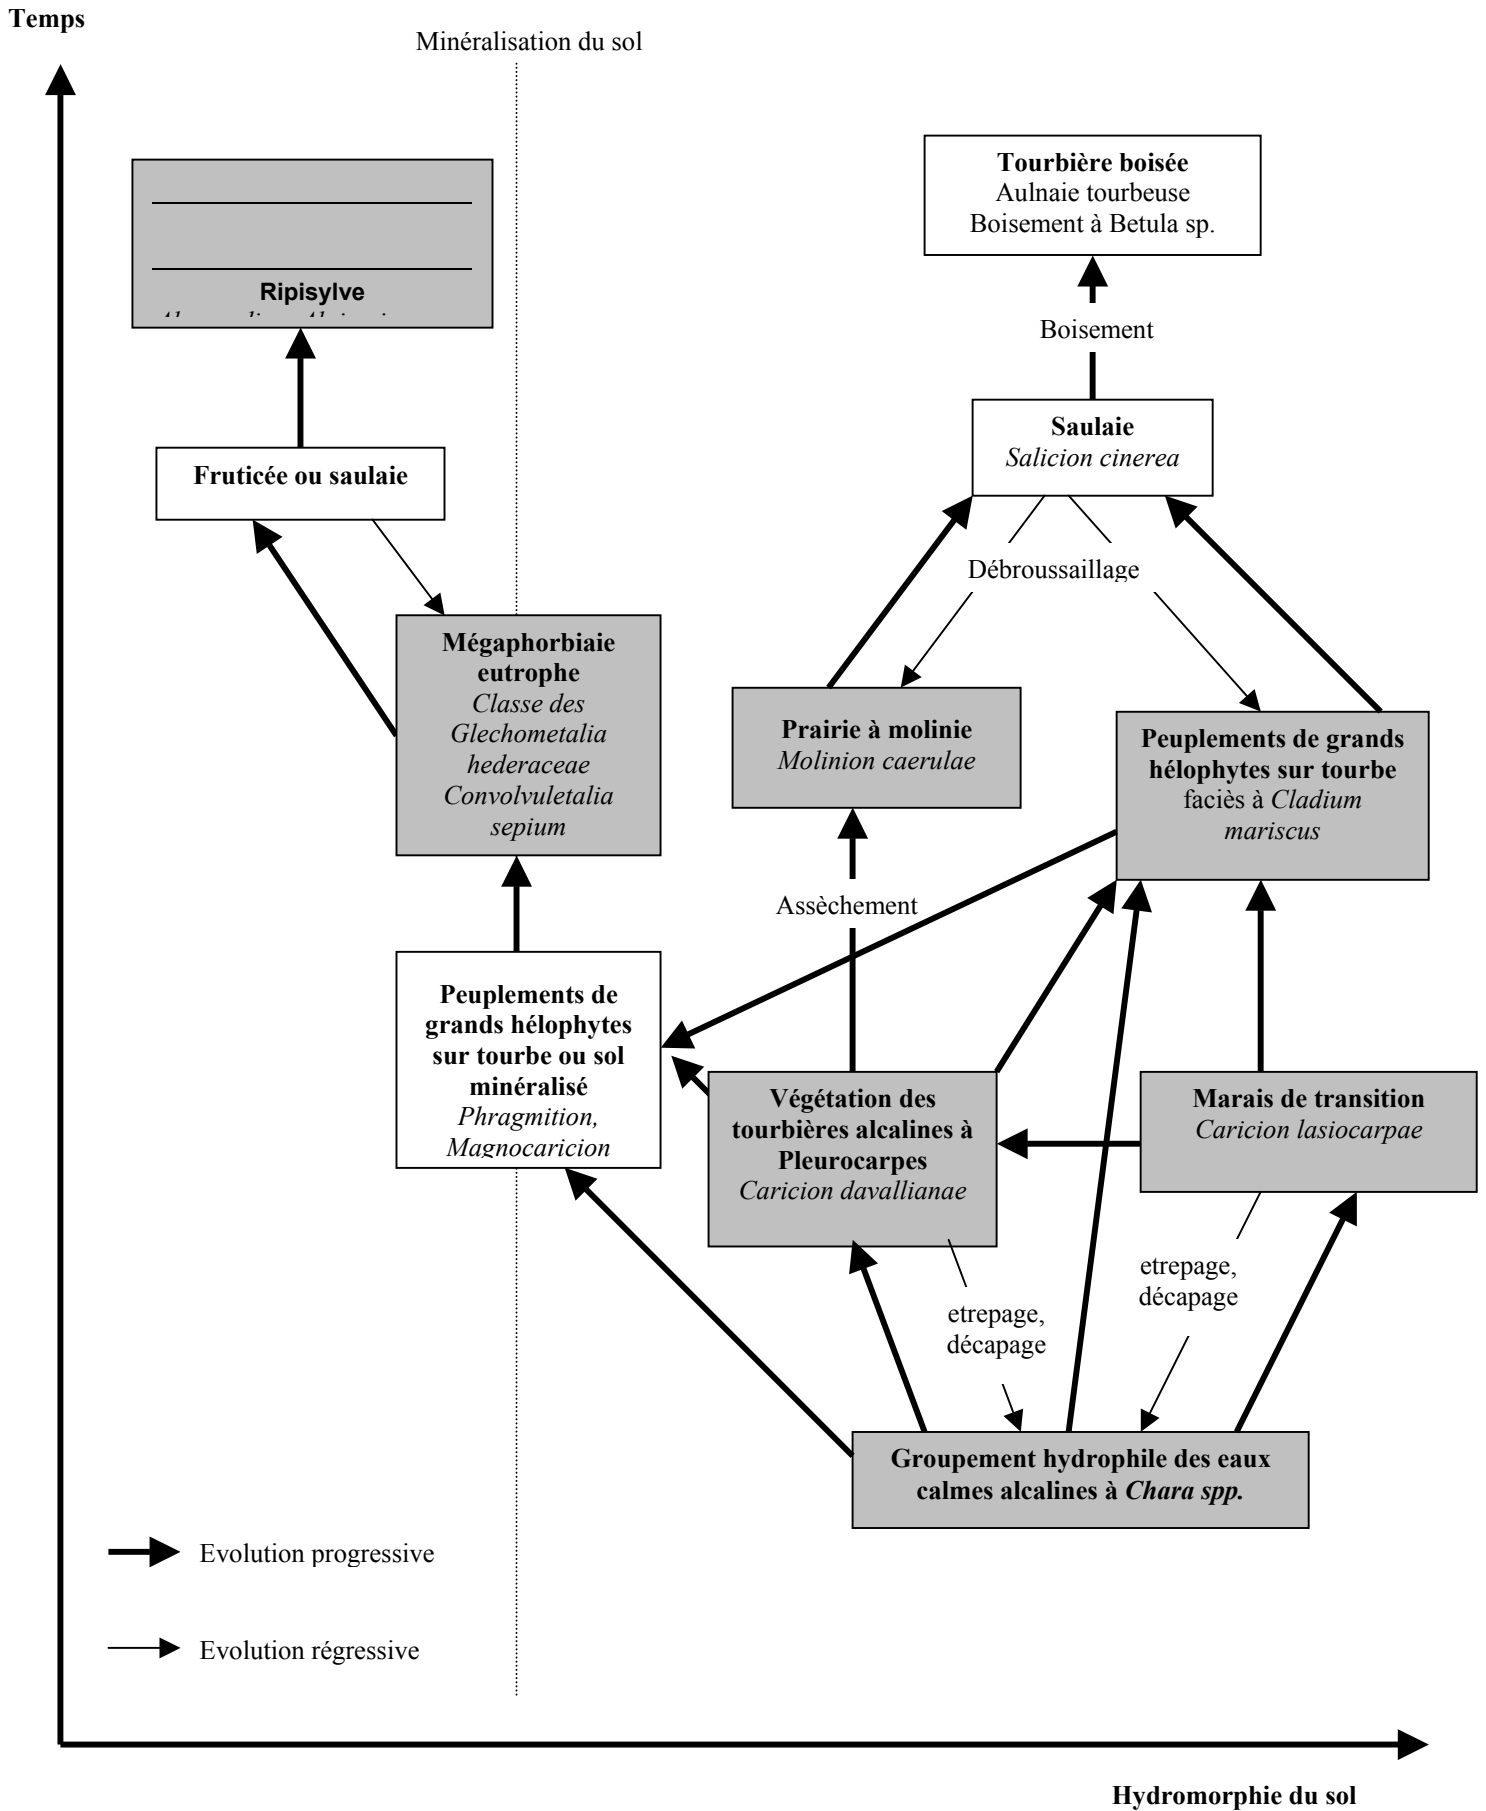 Temps
Minéralisation du sol
Tourbière boisée
Aulnaie tourbeuse
Boisement à Betula sp.
Ripisylve
Boisement
Saulaie
Salicion cinerea
Fruticée ou saulaie
Débroussaillage
Mégaphorbiaie
eutrophe
Classe des
Glechometalia
hederaceae
Convolvuletalia
sepium
Prairie à molinie
Molinion caerulae
Peuplements de grands
hélophytes sur tourbe
faciès à Cladium
mariscus
Assèchement
Peuplements de
grands hélophytes
sur tourbe ou sol
minéralisé
Phragmition,
Magnocaricion
Végétation des
tourbières alcalines à
Pleurocarpes
Caricion davallianae
Marais de transition
Caricion lasiocarpae
etrepage,
décapage
etrepage,
décapage
Groupement hydrophile des eaux
calmes alcalines à Chara spp.
Evolution progressive
Evolution régressive
Hydromorphie du sol